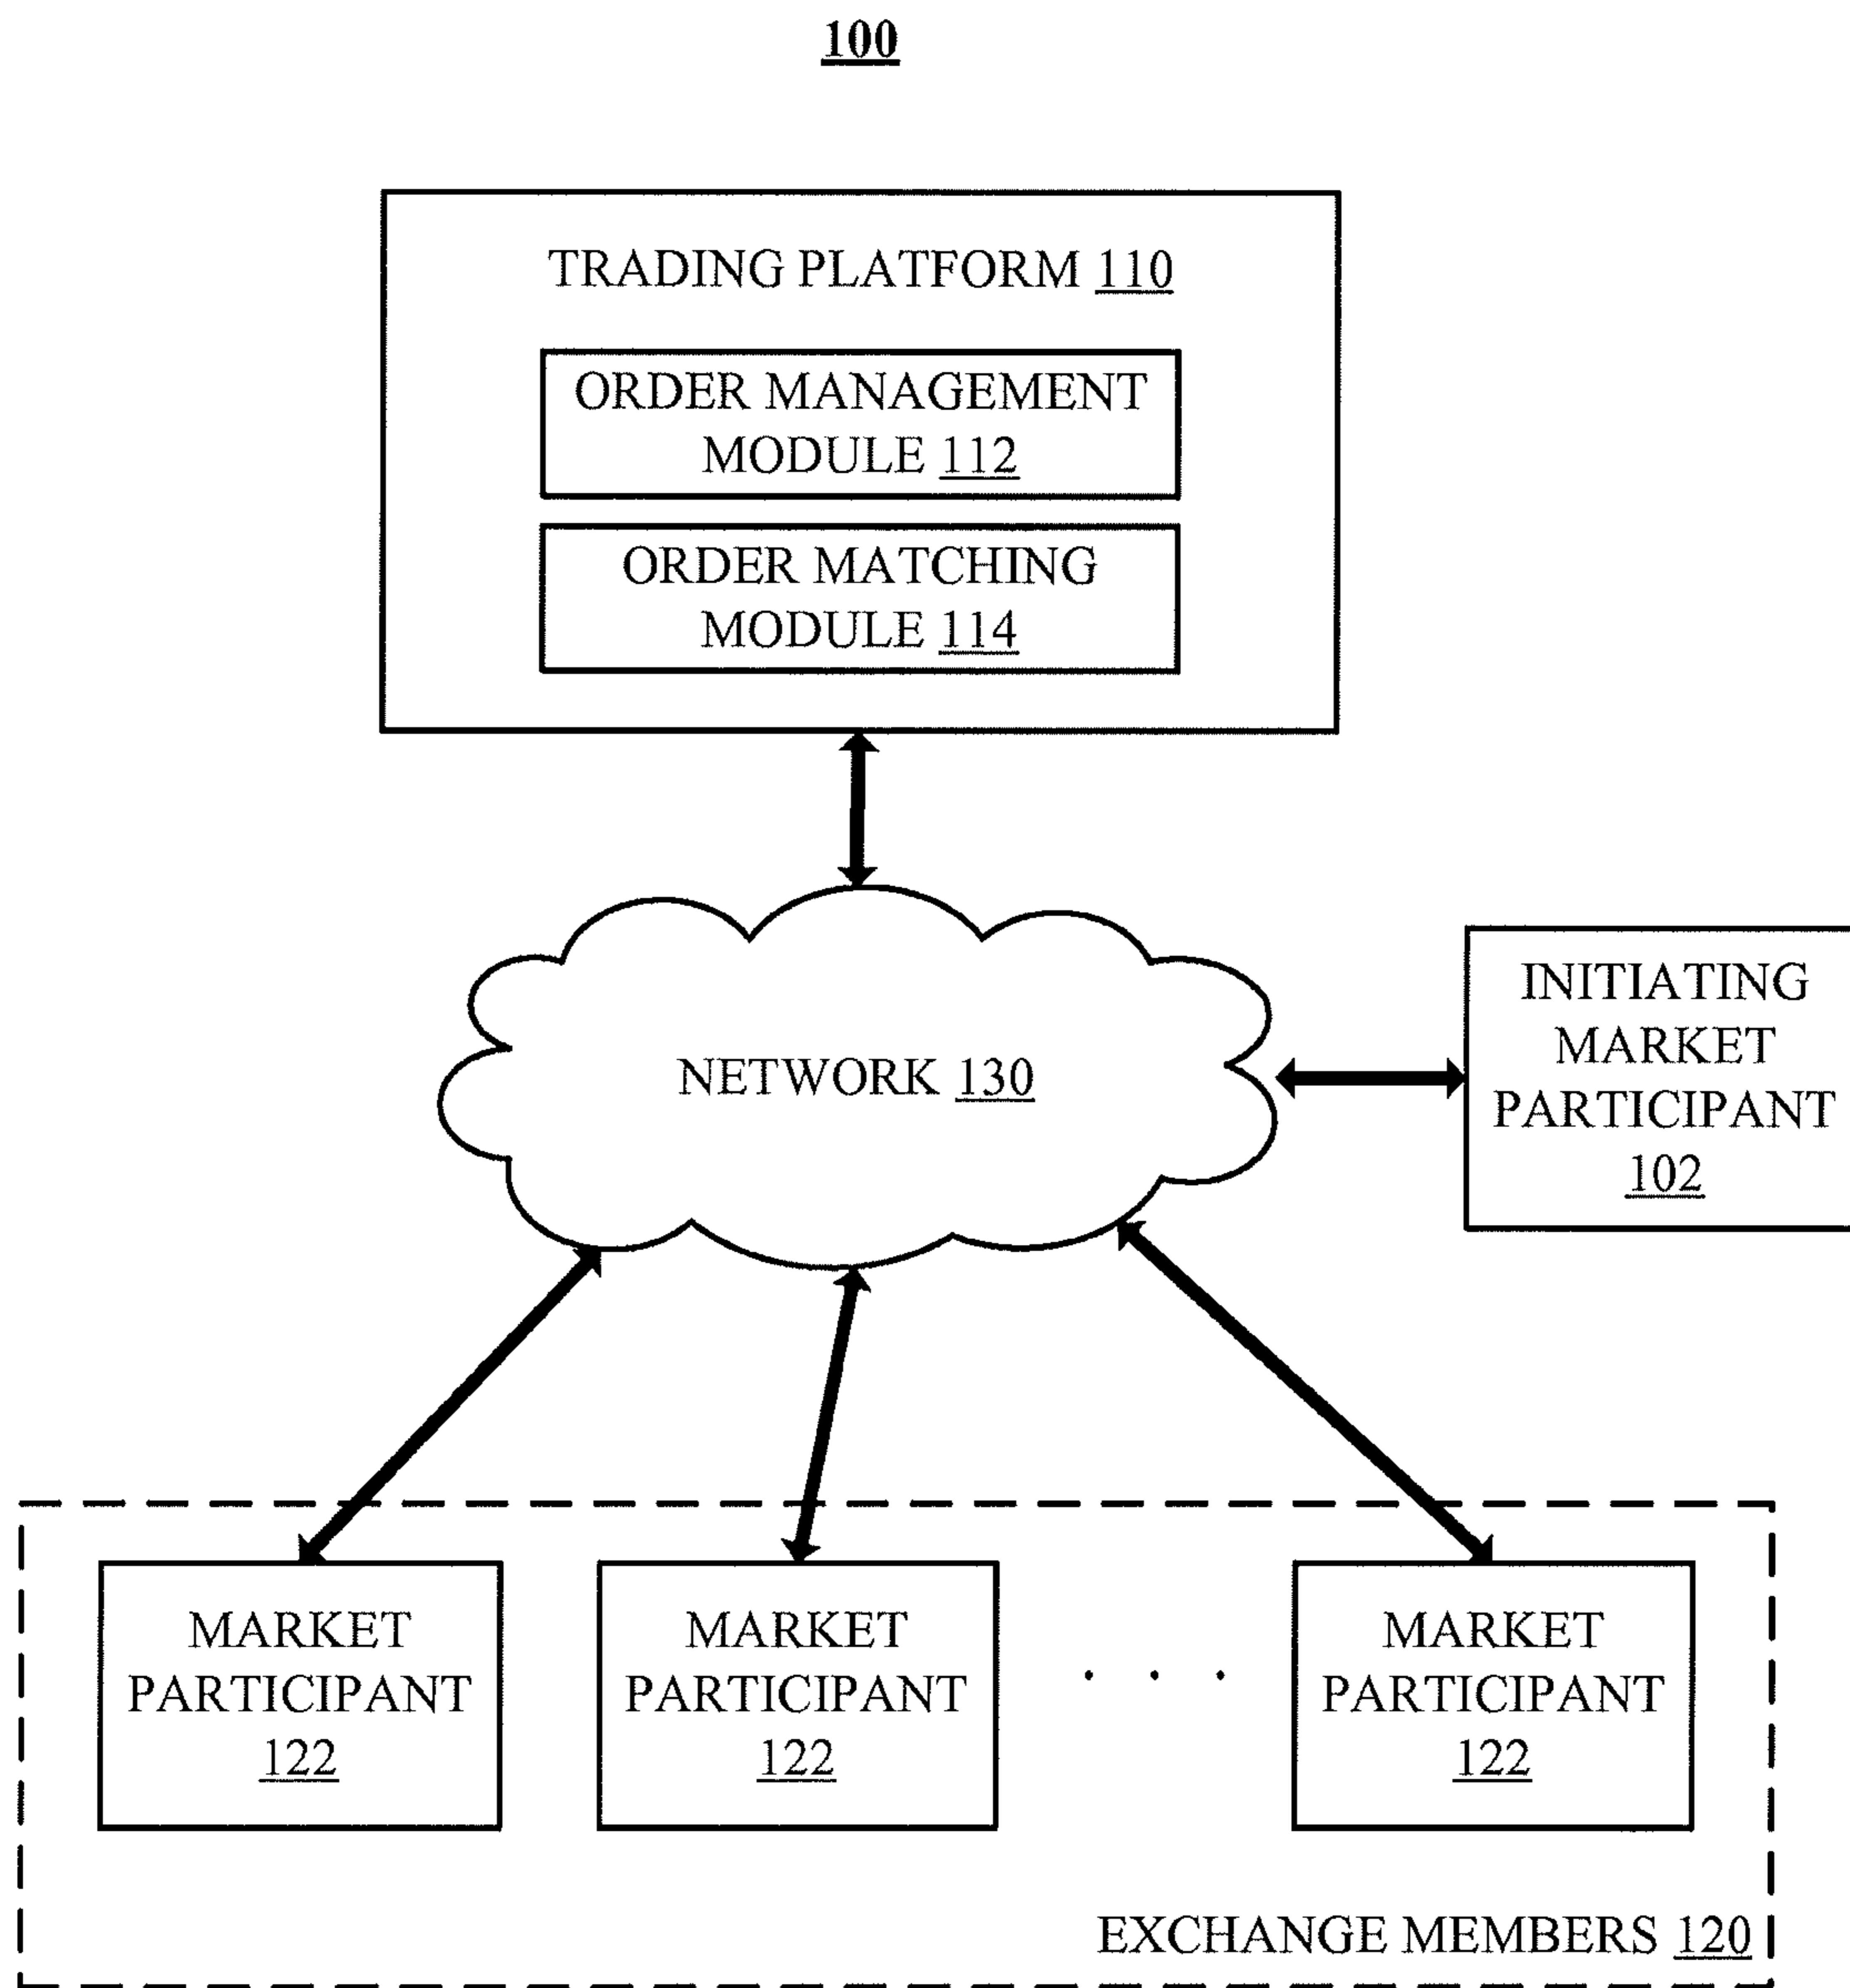 100
TRADING PLATFORM 110
ORDER MANAGEMENT
MODULE 112
ORDER MATCHING
MODULE 114
NETWORK 130
INITIATING
MARKET
PARTICIPANT
102
MARKET
PARTICIPANT
122
MARKET
PARTICIPANT
122
. . .
MARKET
PARTICIPANT
122
EXCHANGE MEMBERS 120